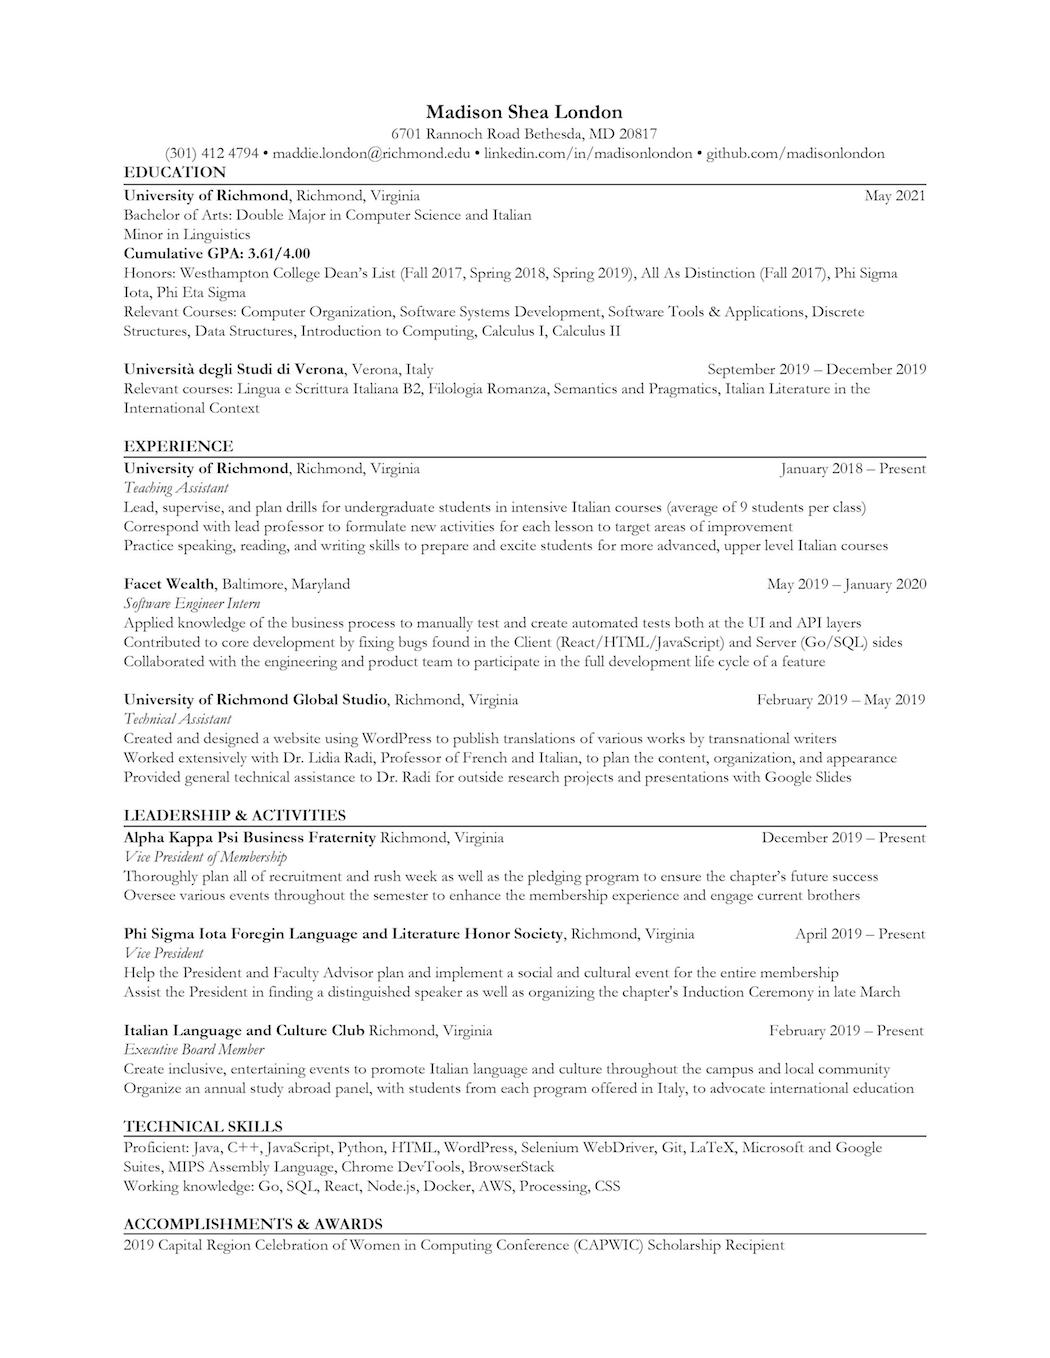 Madison Shea London
6701 Rannoch Road Bethesda, MD 20817
(301) 412 4794 • maddie.london@richmond.edu • linkedin.com/in/madisonlondon • github.com/madisonlondon
EDUCATION
University of Richmond, Richmond, Virginia May 2021
Bachelor of Arts: Double Major in Computer Science and Italian
Minor in Linguistics
Cumulative GPA: 3.61/4.00
Honors: Westhampton College Dean's List (Fall 2017, Spring 2018, Spring 2019), All As Distinction (Fall 2017), Phi Sigma
Iota, Phi Eta Sigma
Relevant Courses: Computer Organization, Software Systems Development, Software Tools & Applications, Discrete
Structures, Data Structures, Introduction to Computing, Calculus I, Calculus II
Università degli Studi di Verona, Verona, Italy September 2019 – December 2019
Relevant courses: Lingua e Scrittura Italiana B2, Filologia Romanza, Semantics and Pragmatics, Italian Literature in the
International Context
EXPERIENCE
University of Richmond, Richmond, Virginia January 2018 – Present
Teaching Assistant
Lead, supervise, and plan drills for undergraduate students in intensive Italian courses (average of 9 students per class)
Correspond with lead professor to formulate new activities for each lesson to target areas of improvement
Practice speaking, reading, and writing skills to prepare and excite students for more advanced, upper level Italian courses
Facet Wealth, Baltimore, Maryland May 2019 – January 2020
Software Engineer Intern
Applied knowledge of the business process to manually test and create automated tests both at the UI and API layers
Contributed to core development by fixing bugs found in the Client (React/HTML/JavaScript) and Server (Go/SQL) sides
Collaborated with the engineering and product team to participate in the full development life cycle of a feature
University of Richmond Global Studio, Richmond, Virginia February 2019 – May 2019
Technical Assistant
Created and designed a website using WordPress to publish translations of various works by transnational writers
Worked extensively with Dr. Lidia Radi, Professor of French and Italian, to plan the content, organization, and appearance
Provided general technical assistance to Dr. Radi for outside research projects and presentations with Google Slides
LEADERSHIP & ACTIVITIES
Alpha Kappa Psi Business Fraternity Richmond, Virginia December 2019 – Present
Vice President of Membership
Thoroughly plan all of recruitment and rush week as well as the pledging program to ensure the chapter's future success
Oversee various events throughout the semester to enhance the membership experience and engage current brothers
Phi Sigma Iota Foregin Language and Literature Honor Society, Richmond, Virginia April 2019 – Present
Vice President
Help the President and Faculty Advisor plan and implement a social and cultural event for the entire membership
Assist the President in finding a distinguished speaker as well as organizing the chapter's Induction Ceremony in late March
Italian Language and Culture Club Richmond, Virginia February 2019 – Present
Executive Board Member
Create inclusive, entertaining events to promote Italian language and culture throughout the campus and local community
Organize an annual study abroad panel, with students from each program offered in Italy, to advocate international education
TECHNICAL SKILLS
Proficient: Java, C++, JavaScript, Python, HTML, WordPress, Selenium WebDriver, Git, LaTeX, Microsoft and Google
Suites, MIPS Assembly Language, Chrome DevTools, BrowserStack
Working knowledge: Go, SQL, React, Node.js, Docker, AWS, Processing, CSS
ACCOMPLISHMENTS & AWARDS
2019 Capital Region Celebration of Women in Computing Conference (CAPWIC) Scholarship Recipient